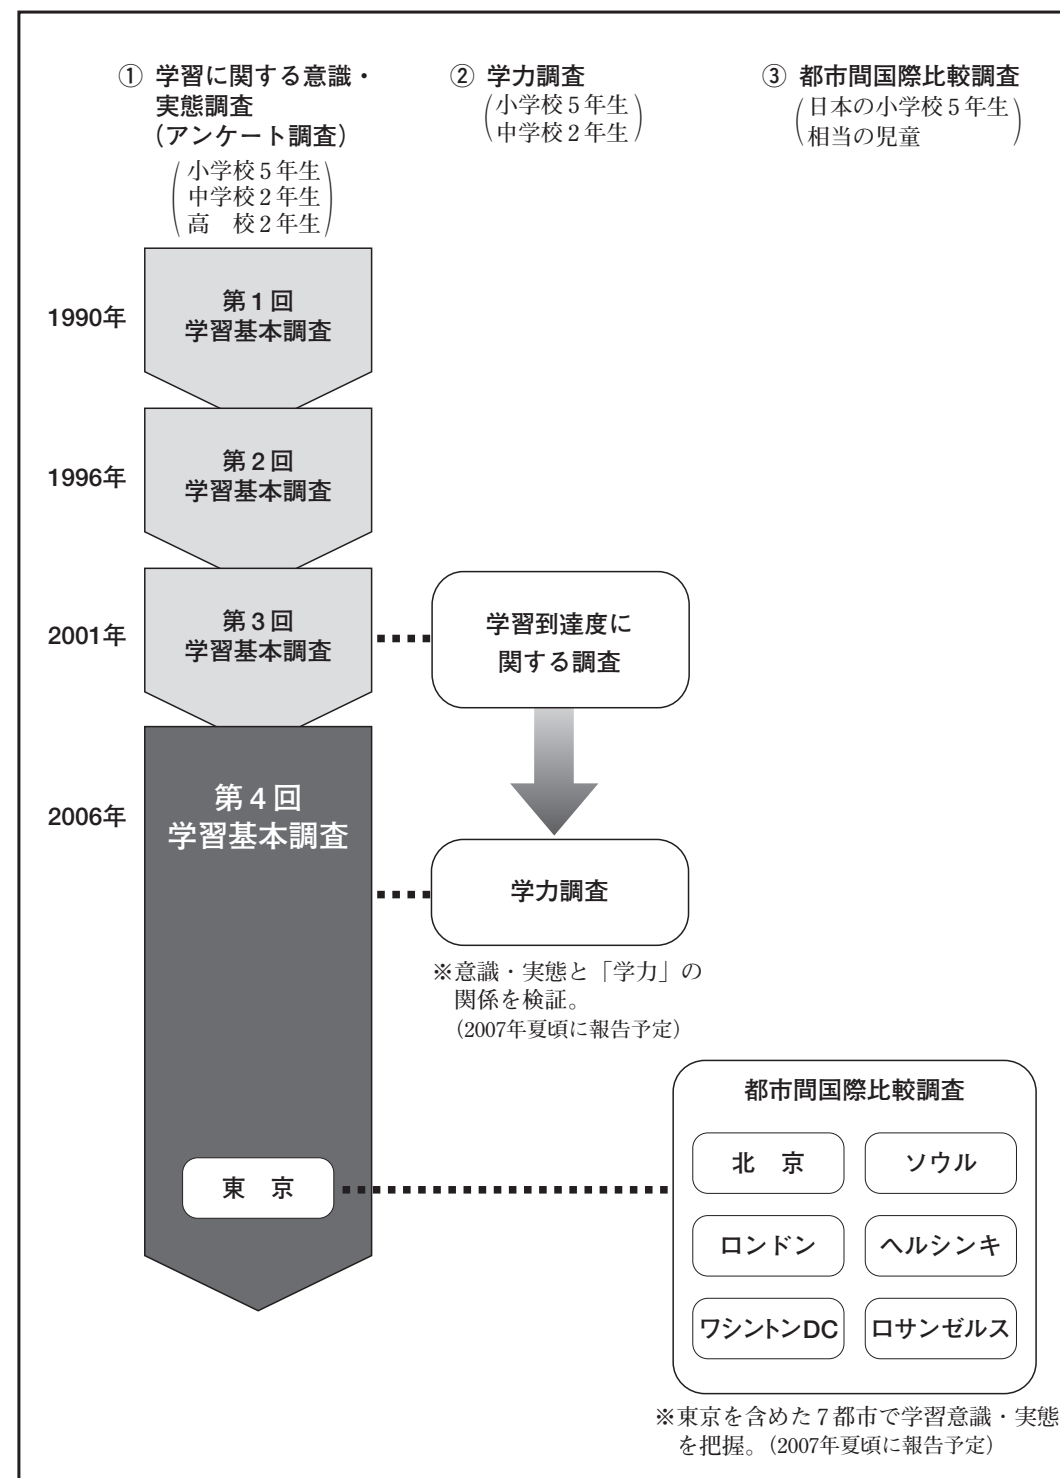 ① 学習に関する意識・
実態調査
（アンケート調査）
小学校５年生
中学校２年生
高　校２年生
② 学力調査
小学校５年生
中学校２年生
③ 都市間国際比較調査
日本の小学校５年生
相当の児童
1990年
第１回
学習基本調査
1996年
第２回
学習基本調査
2001年
第３回
学習基本調査
学習到達度に
関する調査
2006年
第４回
学習基本調査
学力調査
※意識・実態と「学力」の
関係を検証。
（2007年夏頃に報告予定）
東　京
都市間国際比較調査
北　京
ソウル
ロンドン
ヘルシンキ
ワシントンDC
ロサンゼルス
※東京を含めた７都市で学習意識・実態
を把握。（2007年夏頃に報告予定）